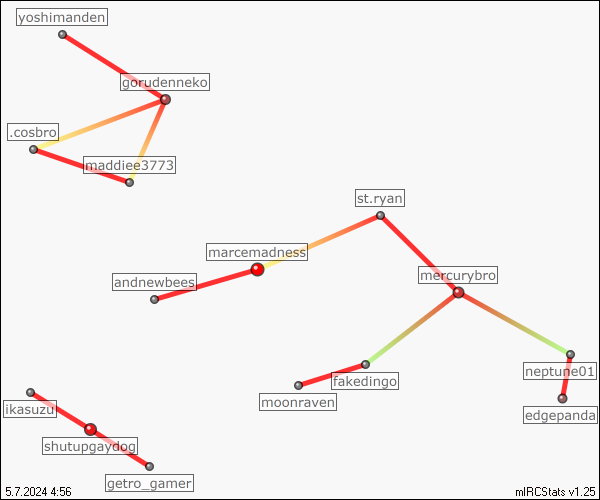 yoshimanden
gorudenneko
.cosbro
maddiee3773
st.ryan
marcemadness
mercurybro
andnewbees
neptune01
fakedingo
moonraven
edgepanda
ikasuzu
shutupgaydog
getro_gamer
5.7.2024 4:56
mIRCStats v1.25